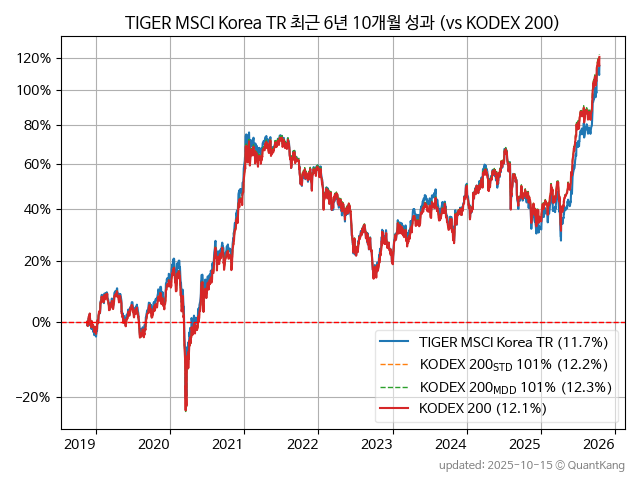 TIGER MSCI Korea TR 최근 6년 10개월 성과 (vs KODEX 200)
120%
100%
80%
60%
40%
20%
0%
−20%
TIGER MSCI Korea TR (11.7%)
KODEX 200STD 101% (12.2%)
KODEX 200MDD 101% (12.3%)
KODEX 200 (12.1%)
2019 2020 2021 2022 2023 2024 2025 2026
updated: 2025-10-15 © QuantKang